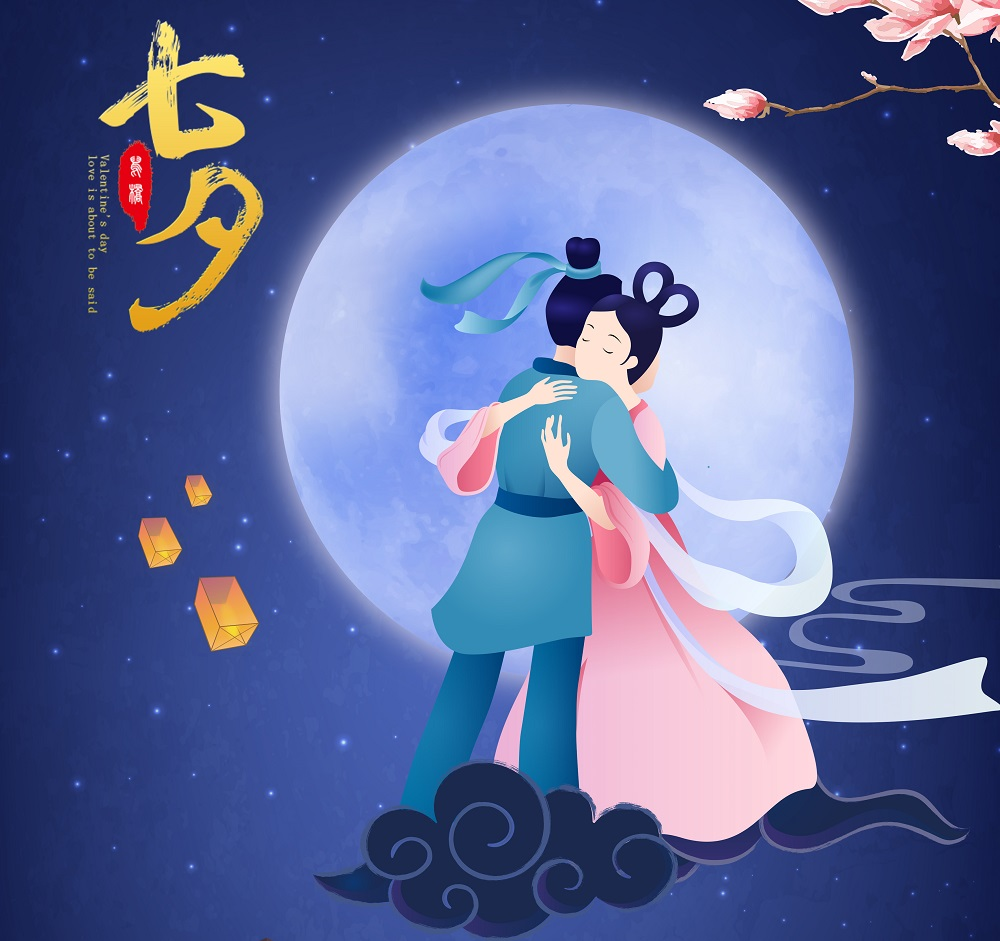 七夕
Valentine's day
love is about to be said